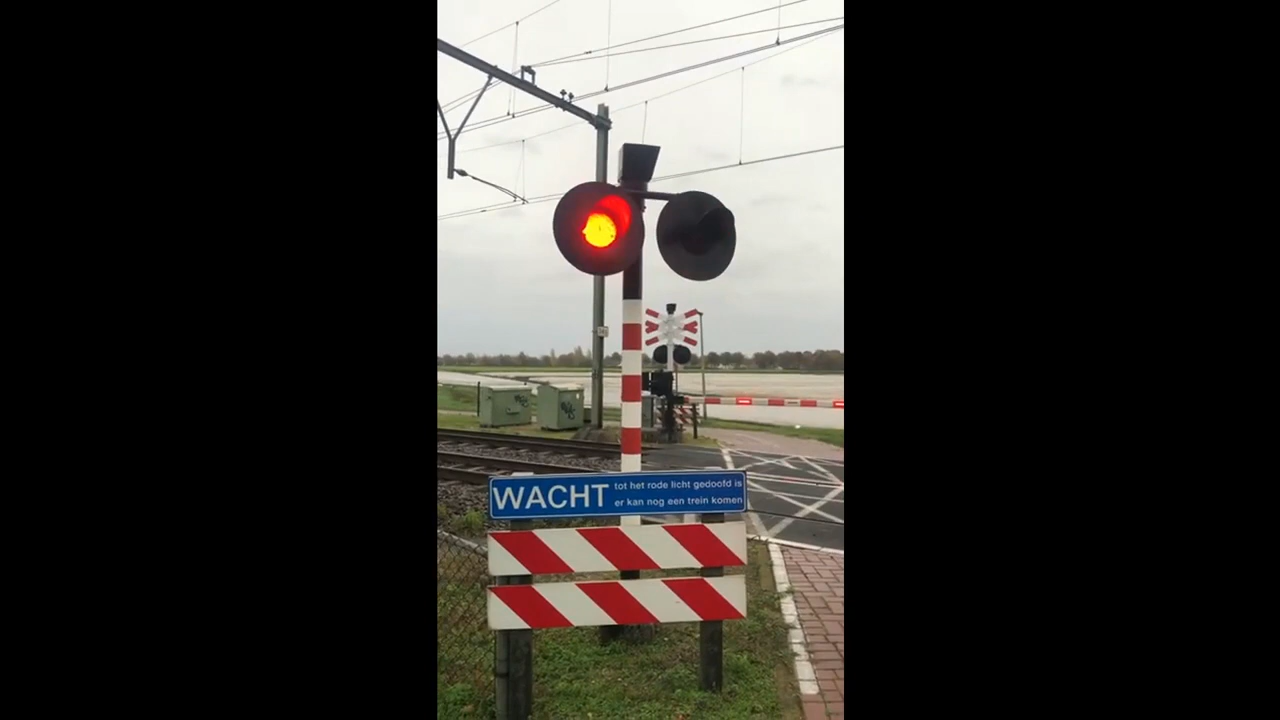 WACHT tot het rode licht gedoofd is
er kan nog een trein komen